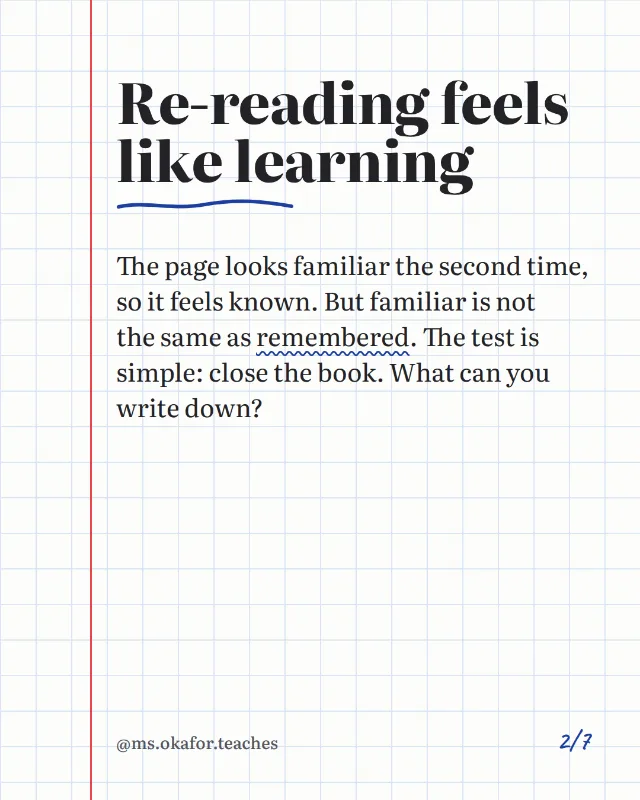 Re-reading feels
like learning
The page looks familiar the second time,
so it feels known. But familiar is not
the same as remembered. The test is
simple: close the book. What can you
write down?
@ms.okafor.teaches
2/7